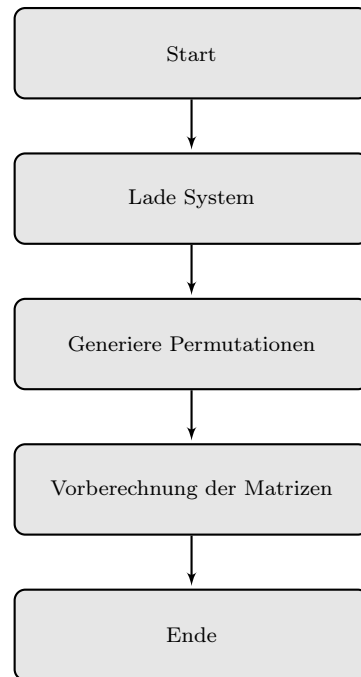 Start
Lade System
Generiere Permutationen
Vorberechnung der Matrizen
Ende